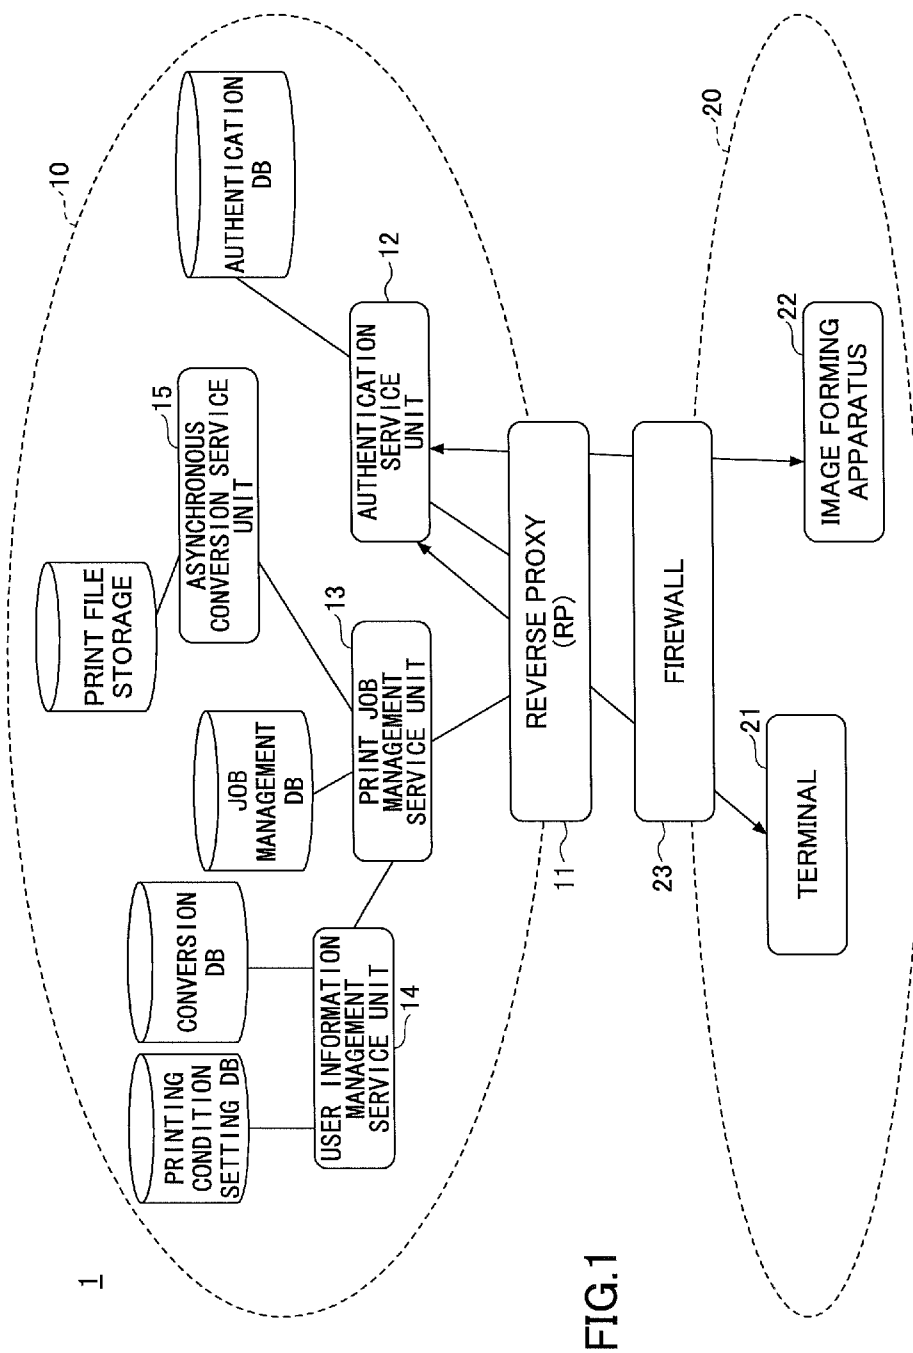 FIG.1
1
10
PRINTING
CONDITION
SETTING DB
CONVERSION
DB
JOB
MANAGEMENT
DB
PRINT FILE
STORAGE
AUTHENTICATION
DB
USER INFORMATION
MANAGEMENT
SERVICE UNIT
14
PRINT JOB
MANAGEMENT
SERVICE UNIT
13
ASYNCHRONOUS
CONVERSION SERVICE
UNIT
15
AUTHENTICATION
SERVICE
UNIT
12
REVERSE PROXY
(RP)
11
FIREWALL
23
20
TERMINAL
21
IMAGE FORMING
APPARATUS
22